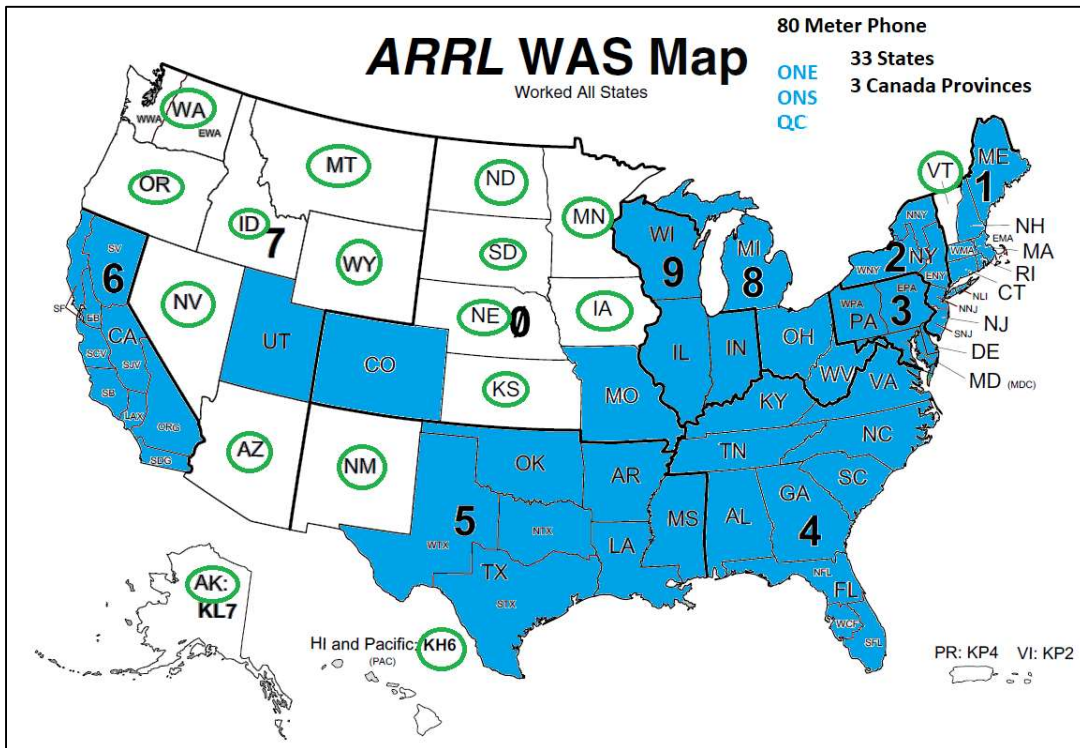 80 Meter Phone
ARRL WAS Map
Worked All States
33 States
3 Canada Provinces
ONE
ONS
QC
WA
WWA
EWA
MT
ND
MN
OR
ID
7
SD
WY
WI
9
MI
8
VT
ME
1
NH
EMA
MA
WMA
RI
CT
NNY
2
NY
WNY
ENY
NLI
NNJ
NJ
SNJ
EPA
3
WPA
PA
DE
MD (MDC)
SV
6
SF
EB
CA
SCV
SJV
SB
LAX
ORG
SDG
NV
UT
CO
NE
Ø
IA
KS
MO
IL
IN
OH
WV
VA
KY
TN
NC
SC
AZ
NM
OK
AR
5
WTX
NTX
TX
STX
LA
MS
AL
GA
4
NFL
FL
WCF
SFL
AK:
KL7
HI and Pacific: KH6
(PAC)
PR: KP4 VI: KP2